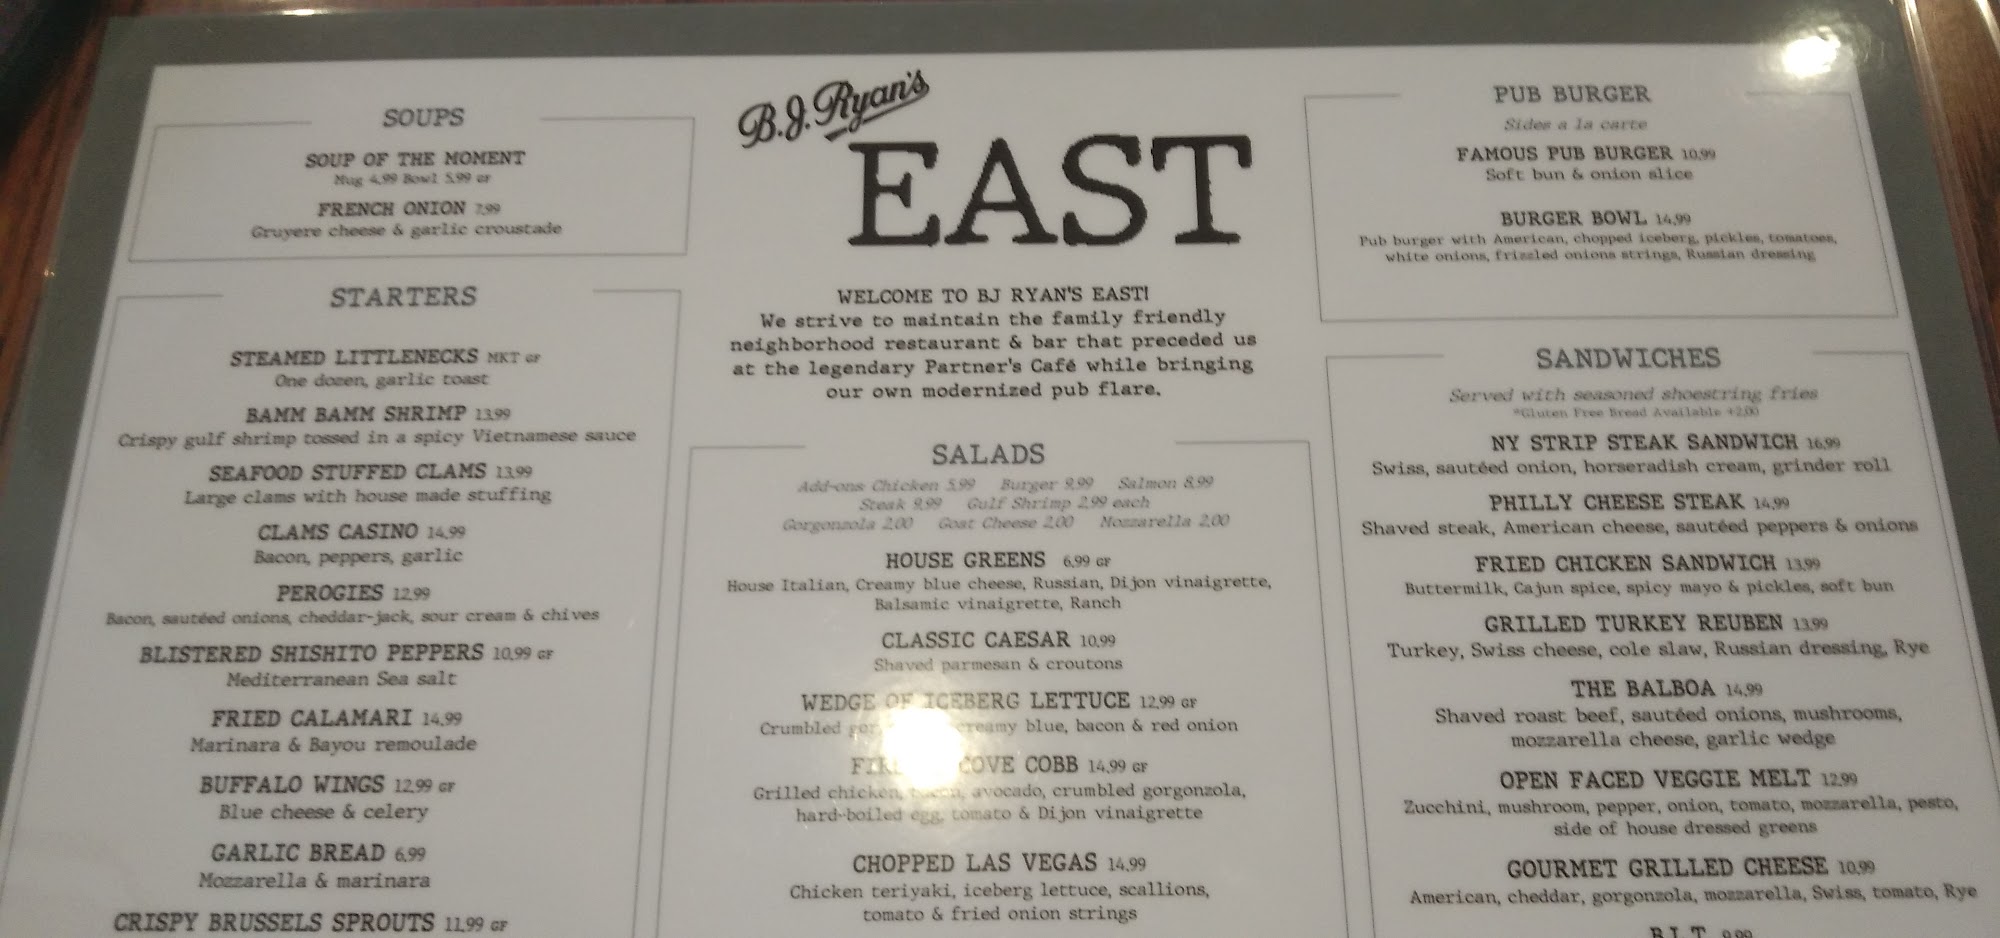 SOUPS
SOUP OF THE MOMENT
Mug 4.99 Bowl 5.99 GF
FRENCH ONION 7.99
Gruyere cheese & garlic croustade
STARTERS
STEAMED LITTLENECKS MKT GF
One dozen, garlic toast
BAMM BAMM SHRIMP 13.99
Crispy gulf shrimp tossed in a spicy Vietnamese sauce
SEAFOOD STUFFED CLAMS 13.99
Large clams with house made stuffing
CLAMS CASINO 14.99
Bacon, peppers, garlic
PEROGIES 12.99
Bacon, sautéed onions, cheddar-jack, sour cream & chives
BLISTERED SHISHITO PEPPERS 10.99 GF
Mediterranean Sea salt
FRIED CALAMARI 14.99
Marinara & Bayou remoulade
BUFFALO WINGS 12.99 GF
Blue cheese & celery
GARLIC BREAD 6.99
Mozzarella & marinara
CRISPY BRUSSELS SPROUTS 11.99 GF
B.J. Ryan's
EAST
WELCOME TO BJ RYAN'S EAST!
We strive to maintain the family friendly
neighborhood restaurant & bar that preceded us
at the legendary Partner's Café while bringing
our own modernized pub flare.
SALADS
Add-ons: Chicken 5.99 Burger 9.99 Salmon 8.99
Steak 9.99 Gulf Shrimp 2.99 each
Gorgonzola 2.00 Goat Cheese 2.00 Mozzarella 2.00
HOUSE GREENS 6.99 GF
House Italian, Creamy blue cheese, Russian, Dijon vinaigrette,
Balsamic vinaigrette, Ranch
CLASSIC CAESAR 10.99
Shaved parmesan & croutons
WEDGE OF ICEBERG LETTUCE 12.99 GF
Crumbled creamy blue, bacon & red onion
COVE COBB 14.99 GF
Grilled chicken, bacon, avocado, crumbled gorgonzola,
hard-boiled egg, tomato & Dijon vinaigrette
CHOPPED LAS VEGAS 14.99
Chicken teriyaki, iceberg lettuce, scallions,
tomato & fried onion strings
PUB BURGER
Sides a la carte
FAMOUS PUB BURGER 10.99
Soft bun & onion slice
BURGER BOWL 14.99
Pub burger with American, chopped iceberg, pickles, tomatoes,
white onions, frizzled onions strings, Russian dressing
SANDWICHES
Served with seasoned shoestring fries
*Gluten Free Bread Available +2.00
NY STRIP STEAK SANDWICH 16.99
Swiss, sautéed onion, horseradish cream, grinder roll
PHILLY CHEESE STEAK 14.99
Shaved steak, American cheese, sautéed peppers & onions
FRIED CHICKEN SANDWICH 13.99
Buttermilk, Cajun spice, spicy mayo & pickles, soft bun
GRILLED TURKEY REUBEN 13.99
Turkey, Swiss cheese, cole slaw, Russian dressing, Rye
THE BALBOA 14.99
Shaved roast beef, sautéed onions, mushrooms,
mozzarella cheese, garlic wedge
OPEN FACED VEGGIE MELT 12.99
Zucchini, mushroom, pepper, onion, tomato, mozzarella, pesto,
side of house dressed greens
GOURMET GRILLED CHEESE 10.99
American, cheddar, gorgonzola, mozzarella, Swiss, tomato, Rye
B.L.T. 9.99